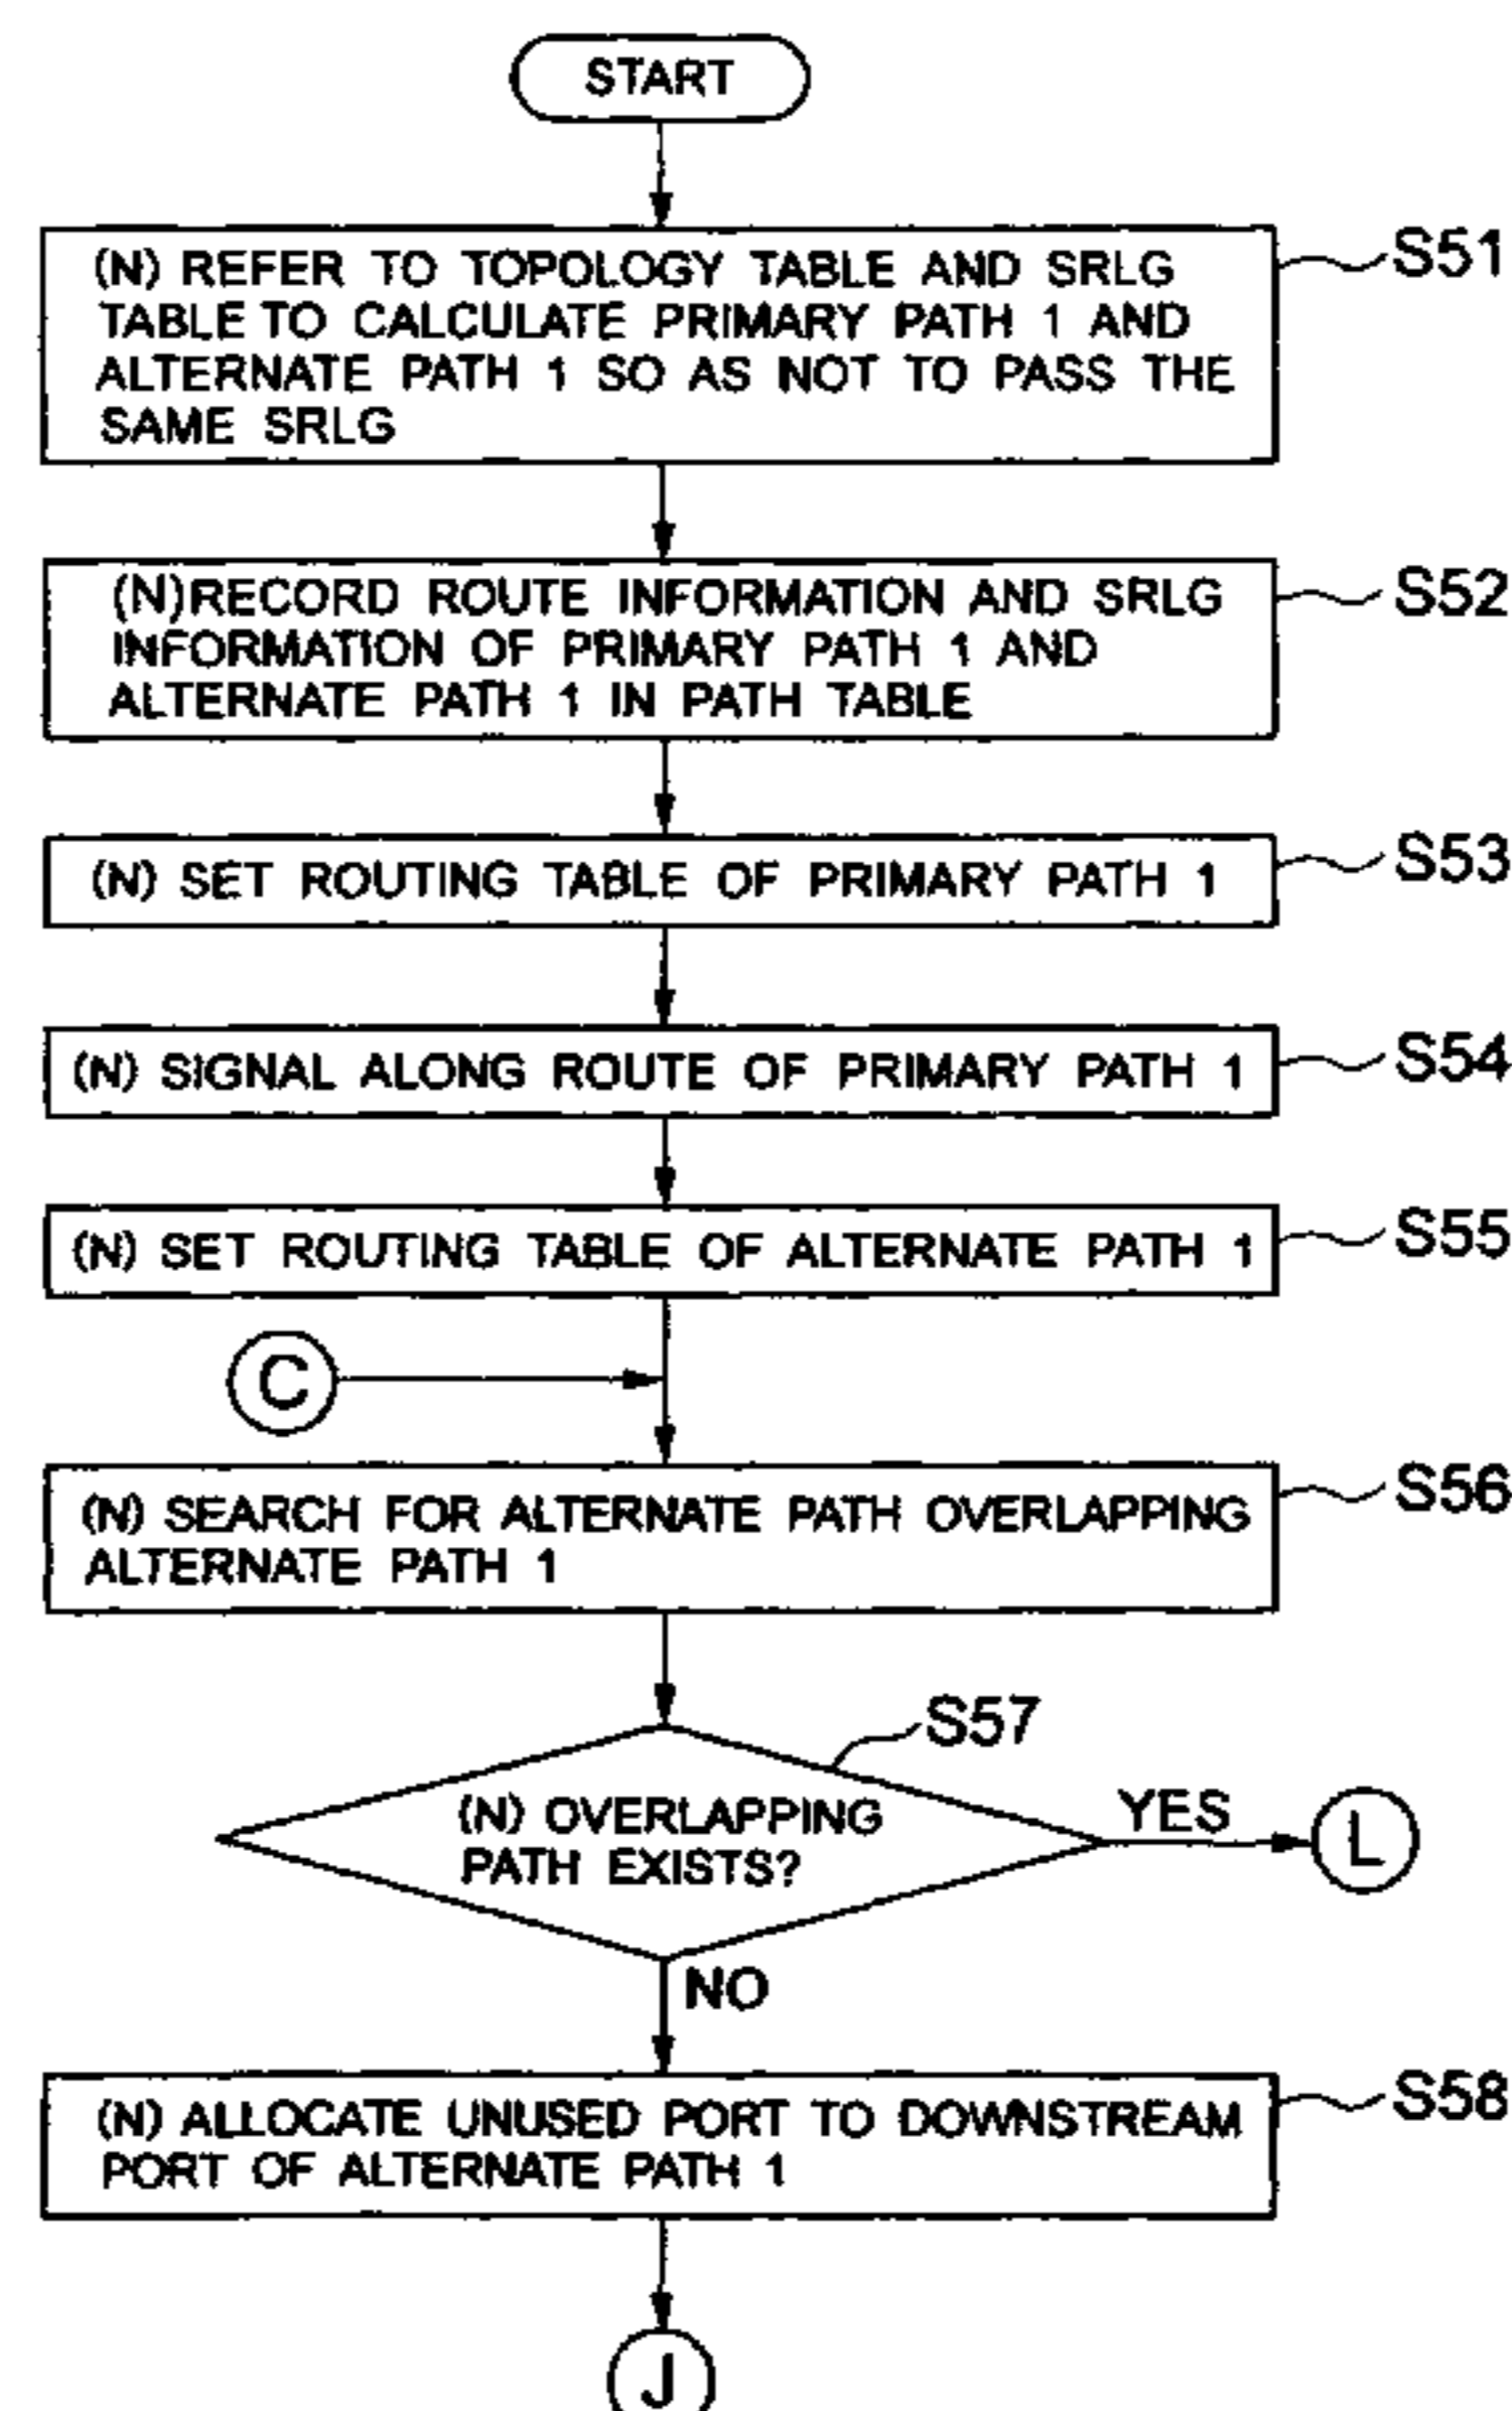 START
(N) REFER TO TOPOLOGY TABLE AND SRLG
TABLE TO CALCULATE PRIMARY PATH 1 AND
ALTERNATE PATH 1 SO AS NOT TO PASS THE
SAME SRLG
S51
(N)RECORD ROUTE INFORMATION AND SRLG
INFORMATION OF PRIMARY PATH 1 AND
ALTERNATE PATH 1 IN PATH TABLE
S52
(N) SET ROUTING TABLE OF PRIMARY PATH 1
S53
(N) SIGNAL ALONG ROUTE OF PRIMARY PATH 1
S54
(N) SET ROUTING TABLE OF ALTERNATE PATH 1
S55
C
(N) SEARCH FOR ALTERNATE PATH OVERLAPPING
ALTERNATE PATH 1
S56
S57
(N) OVERLAPPING
PATH EXISTS?
YES
L
NO
(N) ALLOCATE UNUSED PORT TO DOWNSTREAM
PORT OF ALTERNATE PATH 1
S58
J